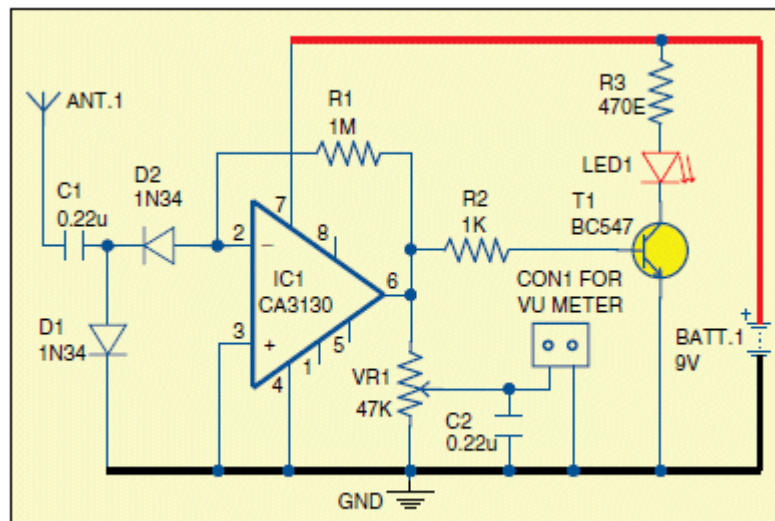 ANT.1
C1
0.22u
D2
1N34
D1
1N34
R1
1M
7
2
−
8
IC1
CA3130
6
3
+
5
1
4
R2
1K
R3
470E
LED1
T1
BC547
CON1 FOR
VU METER
VR1
47K
C2
0.22u
+
BATT.1
9V
GND